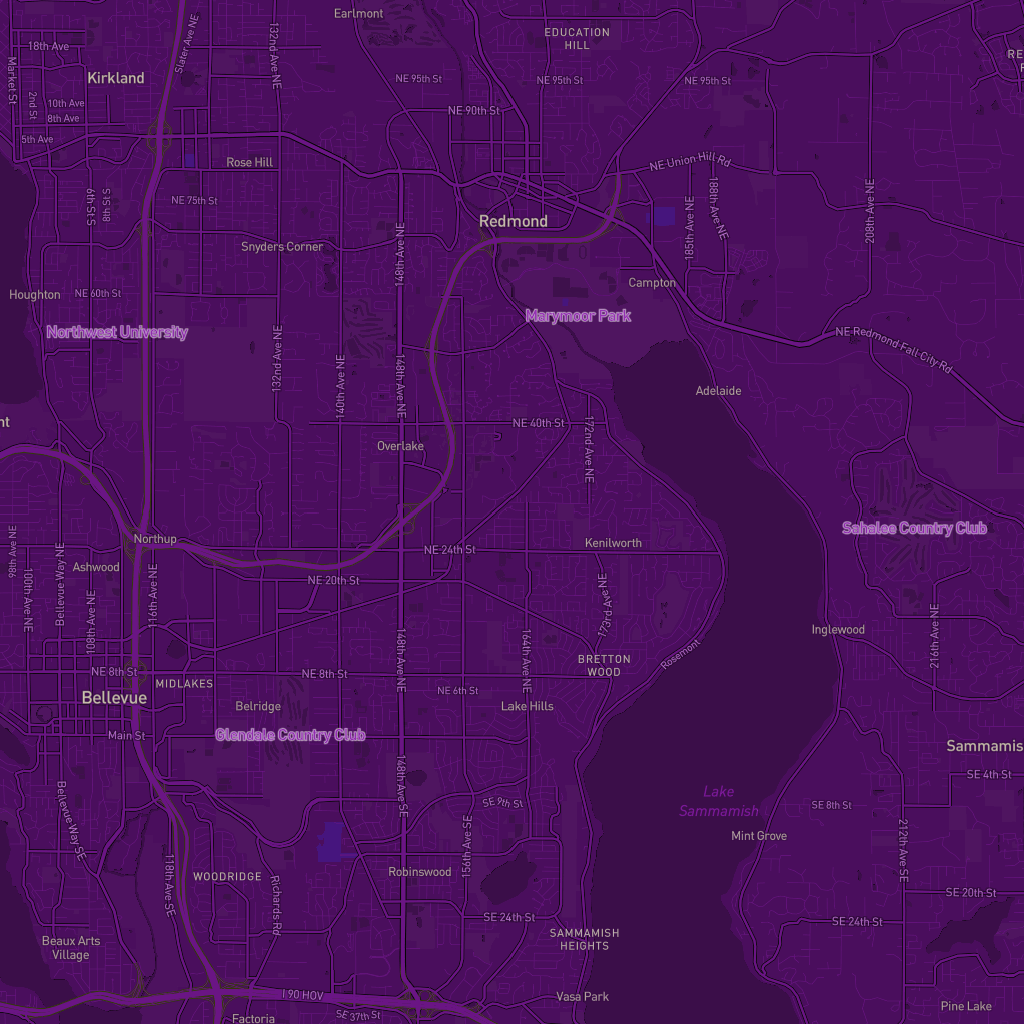 Earlmont
EDUCATION
HILL
Slater Ave NE
132nd Ave NE
18th Ave
Market St
Kirkland
NE 95th St
NE 95th St
NE 95th St
2nd St
10th Ave
8th Ave
NE 90th St
5th Ave
Rose Hill
NE Union Hill Rd
6th St S
8th St S
NE 75th St
185th Ave NE
188th Ave NE
208th Ave NE
Redmond
Snyders Corner
148th Ave NE
Houghton
NE 60th St
Campton
Marymoor Park
Northwest University
NE Redmond Fall City Rd
132nd Ave NE
140th Ave NE
148th Ave NE
Adelaide
NE 40th St
172nd Ave NE
Overlake
Sahalee Country Club
Northup
98th Ave NE
Kenilworth
NE 24th St
Ashwood
100th Ave NE
Bellevue Way NE
108th Ave NE
116th Ave NE
NE 20th St
173rd Ave NE
Inglewood
216th Ave NE
148th Ave NE
164th Ave NE
Rosemont
BRETTON
WOOD
NE 8th St
NE 8th St
MIDLAKES
NE 6th St
Bellevue
Belridge
Lake Hills
Main St
Glendale Country Club
Sammamis
148th Ave SE
SE 4th St
Lake
Sammamish
SE 9th St
SE 8th St
Bellevue Way SE
156th Ave SE
Mint Grove
212th Ave SE
118th Ave SE
WOODRIDGE
Richards Rd
Robinswood
SE 20th St
SE 24th St
SE 24th St
Beaux Arts
Village
SAMMAMISH
HEIGHTS
I 90 HOV
Vasa Park
Pine Lake
Factoria
SE 37th St